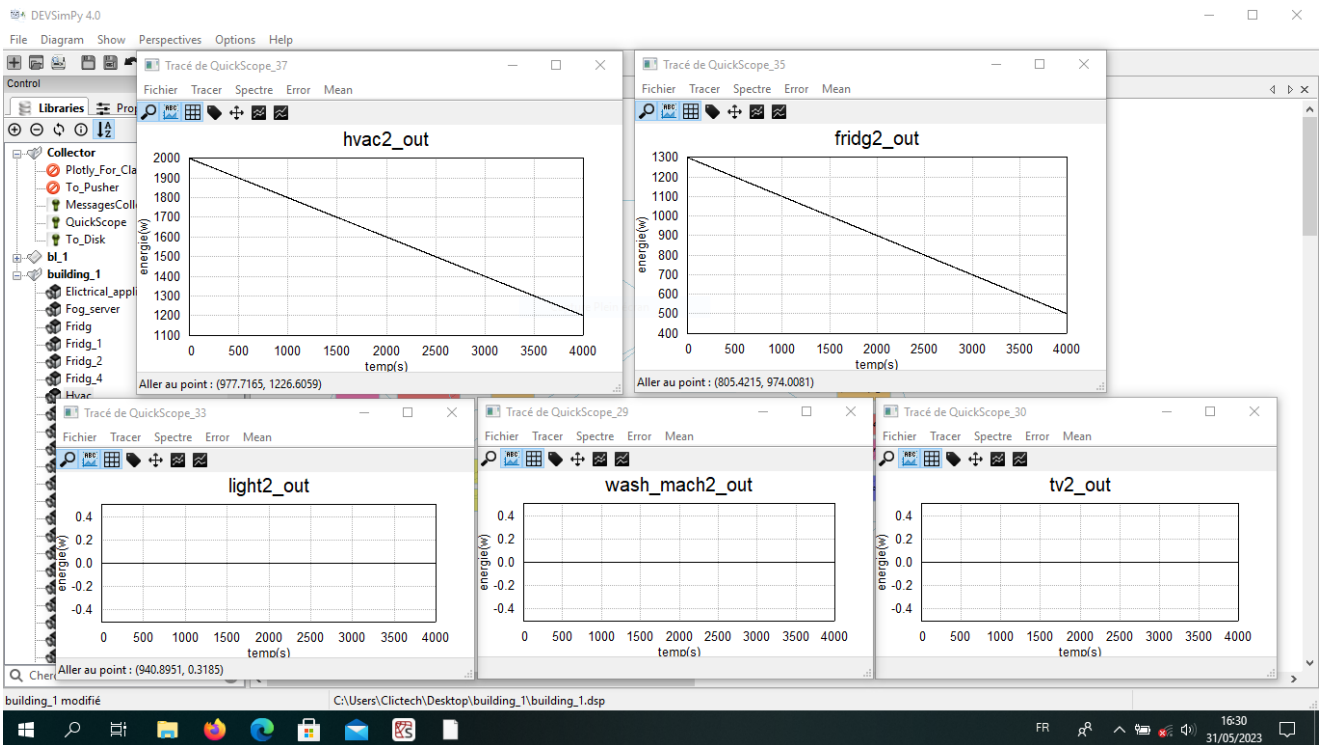 DEVSimPy 4.0
File Diagram Show Perspectives Options Help
Control
Libraries Prop
Collector
Plotly_For_Cla
To_Pusher
MessagesColl
QuickScope
To_Disk
bl_1
building_1
Elictrical_appli
Fog_server
Fridg
Fridg_1
Fridg_2
Fridg_4
Hvac
Tracé de QuickScope_37
Fichier Tracer Spectre Error Mean
hvac2_out
energie(w)
2000
1900
1800
1700
1600
1500
1400
1300
1200
1100
0 500 1000 1500 2000 2500 3000 3500 4000
temp(s)
Aller au point : (977.7165, 1226.6059)
Tracé de QuickScope_35
Fichier Tracer Spectre Error Mean
fridg2_out
energie(w)
1300
1200
1100
1000
900
800
700
600
500
400
0 500 1000 1500 2000 2500 3000 3500 4000
temp(s)
Aller au point : (805.4215, 974.0081)
Tracé de QuickScope_33
Fichier Tracer Spectre Error Mean
light2_out
energie(w)
0.4
0.2
0.0
-0.2
-0.4
0 500 1000 1500 2000 2500 3000 3500 4000
temp(s)
Aller au point : (940.8951, 0.3185)
Tracé de QuickScope_29
Fichier Tracer Spectre Error Mean
wash_mach2_out
energie(w)
0.4
0.2
0.0
-0.2
-0.4
0 500 1000 1500 2000 2500 3000 3500 4000
temp(s)
Tracé de QuickScope_30
Fichier Tracer Spectre Error Mean
tv2_out
energie(w)
0.4
0.2
0.0
-0.2
-0.4
0 500 1000 1500 2000 2500 3000 3500 4000
temp(s)
Cher
building_1 modifié
C:\Users\Clictech\Desktop\building_1\building_1.dsp
FR
16:30
31/05/2023